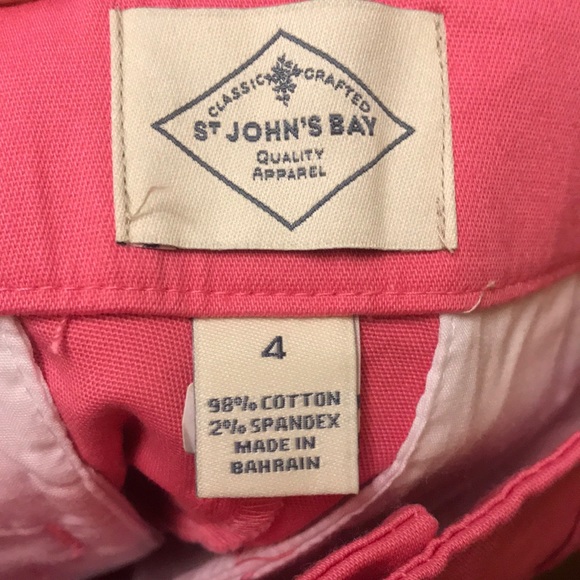 CLASSIC CRAFTED
ST JOHN'S BAY
QUALITY
APPAREL
4
98% COTTON
2% SPANDEX
MADE IN
BAHRAIN